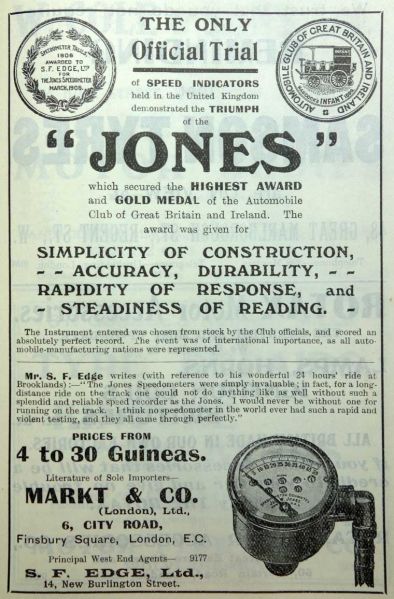 THE ONLY
Official Trial
of SPEED INDICATORS
held in the United Kingdom
demonstrated the TRIUMPH
of the
SPEEDOMETER TRIALS
1906
AWARDED TO
S. F. EDGE, LTD
FOR
THE JONES SPEEDOMETER
MARCH, 1906.
AUTOMOBILE CLUB OF GREAT BRITAIN AND IRELAND
INFANT
"JONES"
which secured the HIGHEST AWARD
and GOLD MEDAL of the Automobile
Club of Great Britain and Ireland. The
award was given for
SIMPLICITY OF CONSTRUCTION,
- - ACCURACY, DURABILITY, - -
RAPIDITY OF RESPONSE, and
- STEADINESS OF READING. -
The Instrument entered was chosen from stock by the Club officials, and scored an
absolutely perfect record. The event was of international importance, as all auto-
mobile-manufacturing nations were represented.
Mr. S. F. Edge writes (with reference to his wonderful 24 hours' ride at
Brooklands):—"The Jones Speedometers were simply invaluable; in fact, for a long-
distance ride on the track one could not do anything like as well without such a
splendid and reliable speed recorder as the Jones. I would never be without one for
running on the track. I think no speedometer in the world ever had such a rapid and
violent testing, and they all came through perfectly."
PRICES FROM
4 to 30 Guineas.
Literature of Sole Importers—
MARKT & CO.
(London), Ltd.,
6, CITY ROAD,
Finsbury Square, London, E.C.
Principal West End Agents— 9177
S. F. EDGE, Ltd.,
14, New Burlington Street.